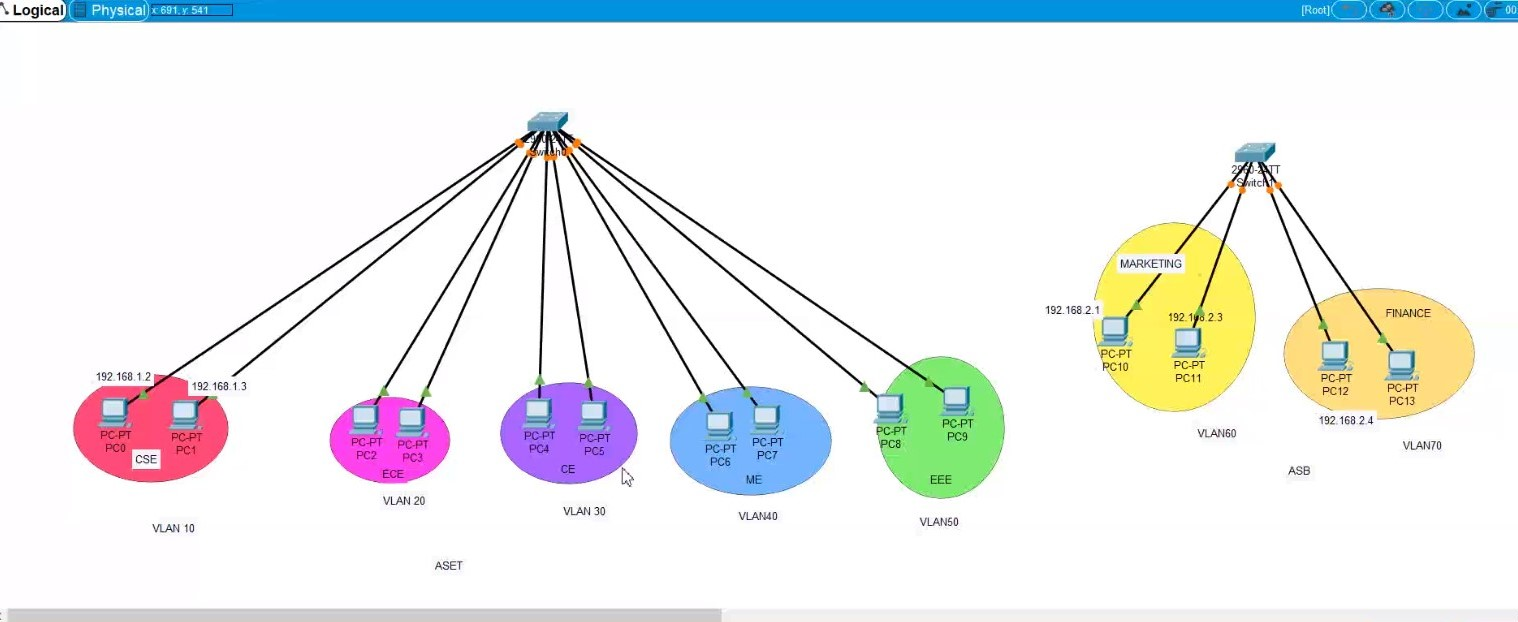 Logical
Physical
x: 691, y: 541
[Root]
00
Switch0
2960-24TT
Switch1
MARKETING
192.168.2.1
192.168.2.3
FINANCE
PC-PT
PC10
PC-PT
PC11
PC-PT
PC12
PC-PT
PC13
192.168.2.4
VLAN60
VLAN70
ASB
192.168.1.2
192.168.1.3
PC-PT
PC0
PC-PT
PC1
CSE
VLAN 10
PC-PT
PC2
PC-PT
PC3
ECE
VLAN 20
PC-PT
PC4
PC-PT
PC5
CE
VLAN 30
PC-PT
PC6
PC-PT
PC7
ME
VLAN40
PC-PT
PC8
PC-PT
PC9
EEE
VLAN50
ASET